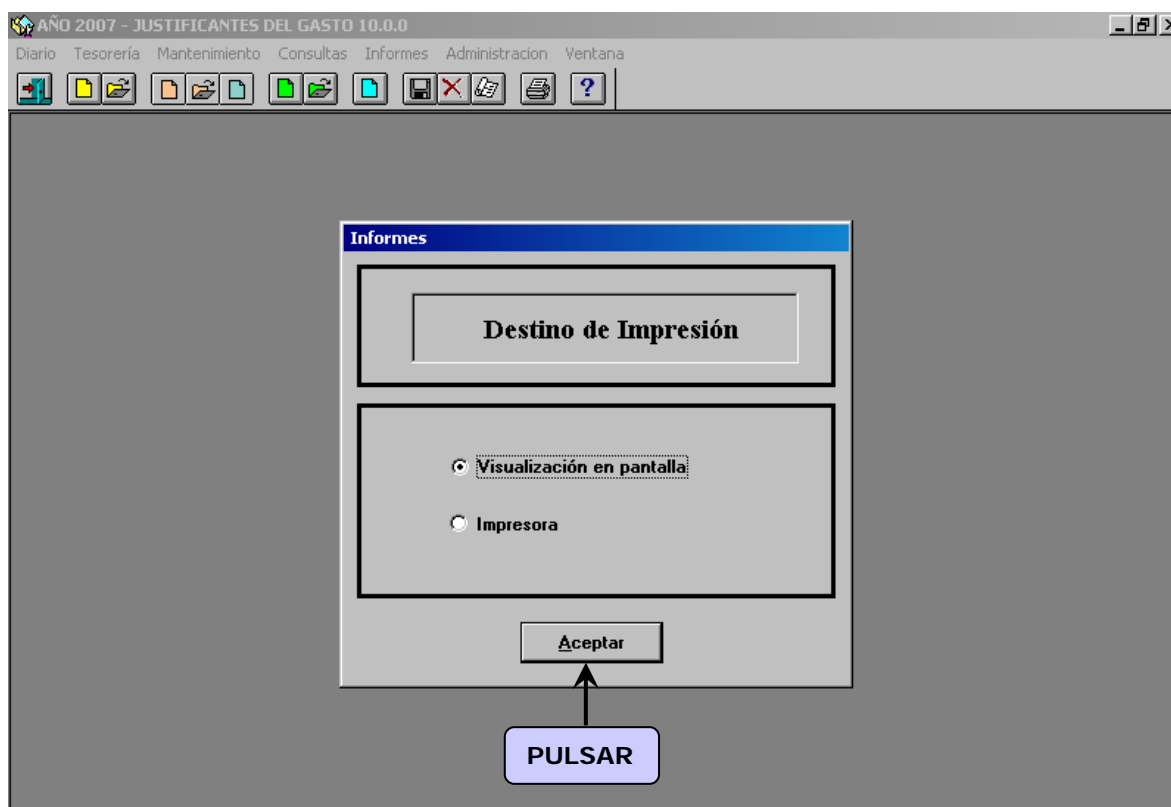 AÑO 2007 - JUSTIFICANTES DEL GASTO 10.0.0
Diario Tesorería Mantenimiento Consultas Informes Administracion Ventana
?
Informes
Destino de Impresión
Visualización en pantalla
Impresora
Aceptar
PULSAR